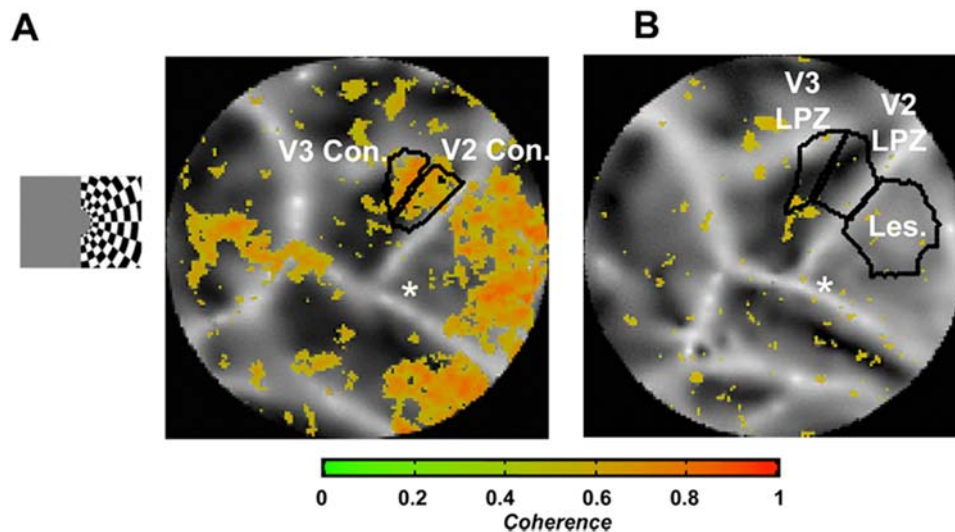 A
B
V3 Con.
V2 Con.
*
V3
LPZ
V2
LPZ
Les.
*
0
0.2
0.4
0.6
0.8
1
Coherence